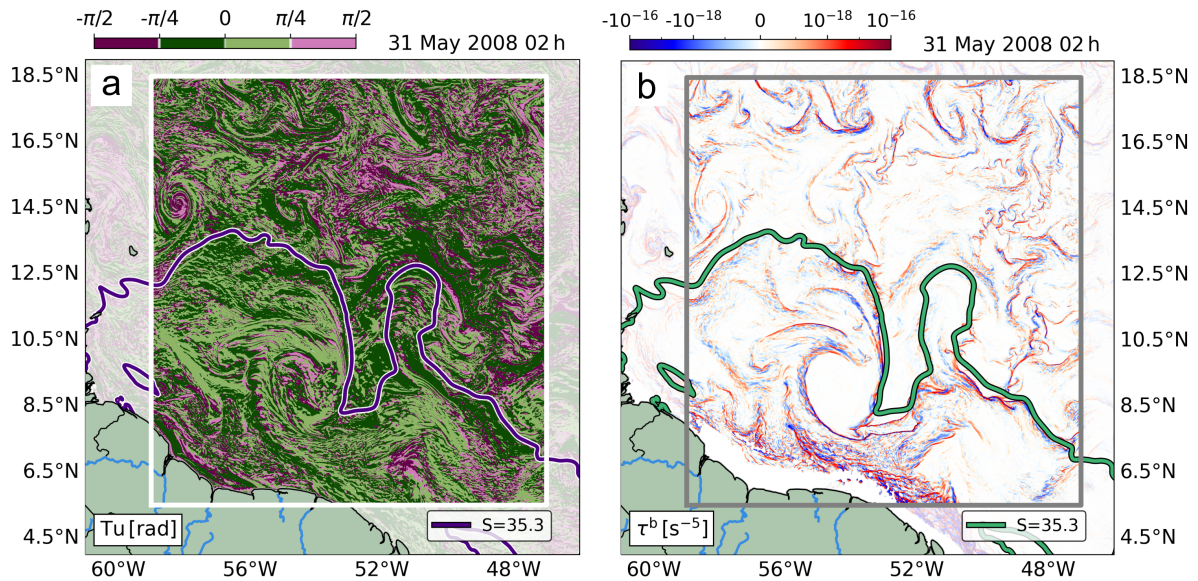 -π/2 -π/4 0 π/4 π/2
31 May 2008 02 h
-10⁻¹⁶ -10⁻¹⁸ 0 10⁻¹⁸ 10⁻¹⁶
31 May 2008 02 h
a
18.5°N
16.5°N
14.5°N
12.5°N
10.5°N
8.5°N
6.5°N
4.5°N
Tu [rad]
S=35.3
60°W 56°W 52°W 48°W
b
18.5°N
16.5°N
14.5°N
12.5°N
10.5°N
8.5°N
6.5°N
4.5°N
τᵇ [s⁻⁵]
S=35.3
60°W 56°W 52°W 48°W